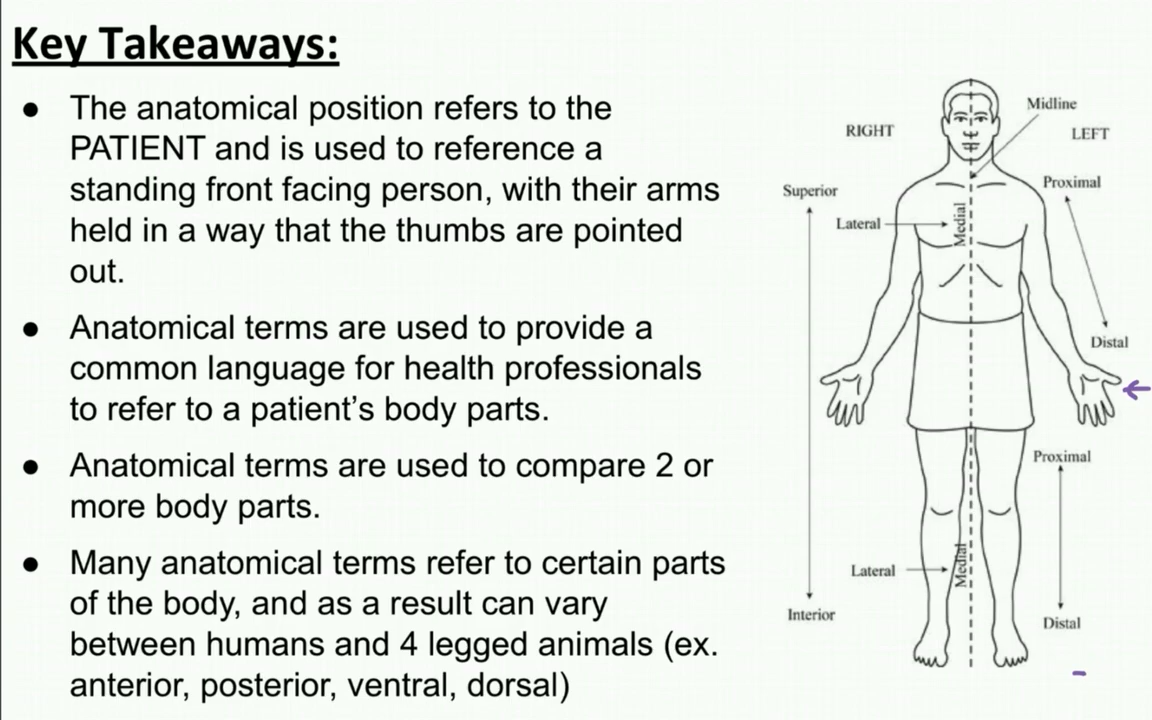 Key Takeaways:
● The anatomical position refers to the
PATIENT and is used to reference a
standing front facing person, with their arms
held in a way that the thumbs are pointed
out.
● Anatomical terms are used to provide a
common language for health professionals
to refer to a patient’s body parts.
● Anatomical terms are used to compare 2 or
more body parts.
● Many anatomical terms refer to certain parts
of the body, and as a result can vary
between humans and 4 legged animals (ex.
anterior, posterior, ventral, dorsal)
Midline
RIGHT
LEFT
Proximal
Superior
Lateral
Medial
Distal
Proximal
Lateral
Medial
Interior
Distal